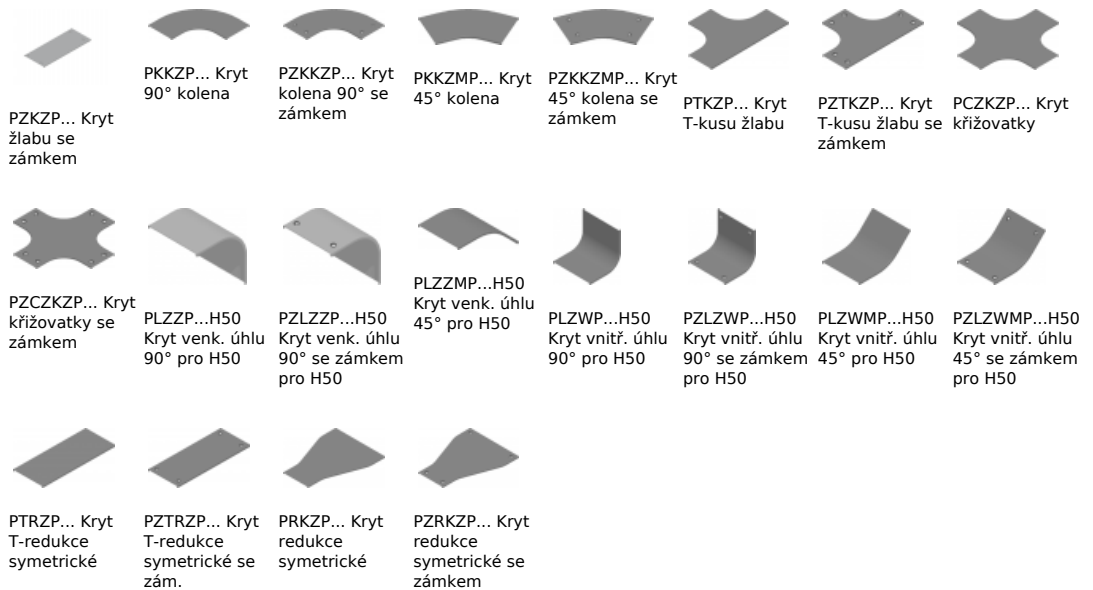 PZKZP... Kryt
žlabu se
zámkem
PKKZP... Kryt
90° kolena
PZKKZP... Kryt
kolena 90° se
zámkem
PKKZMP... Kryt
45° kolena
PZKKZMP... Kryt
45° kolena se
zámkem
PTKZP... Kryt
T-kusu žlabu
PZTKZP... Kryt
T-kusu žlabu se
zámkem
PCZKZP... Kryt
křižovatky
PZCZKZP... Kryt
křižovatky se
zámkem
PLZZP...H50
Kryt venk. úhlu
90° pro H50
PZLZZP...H50
Kryt venk. úhlu
90° se zámkem
pro H50
PLZZMP...H50
Kryt venk. úhlu
45° pro H50
PLZWP...H50
Kryt vnitř. úhlu
90° pro H50
PZLZWP...H50
Kryt vnitř. úhlu
90° se zámkem
pro H50
PLZWMP...H50
Kryt vnitř. úhlu
45° pro H50
PZLZWMP...H50
Kryt vnitř. úhlu
45° se zámkem
pro H50
PTRZP... Kryt
T-redukce
symetrické
PZTRZP... Kryt
T-redukce
symetrické se
zám.
PRKZP... Kryt
redukce
symetrické
PZRKZP... Kryt
redukce
symetrické se
zámkem